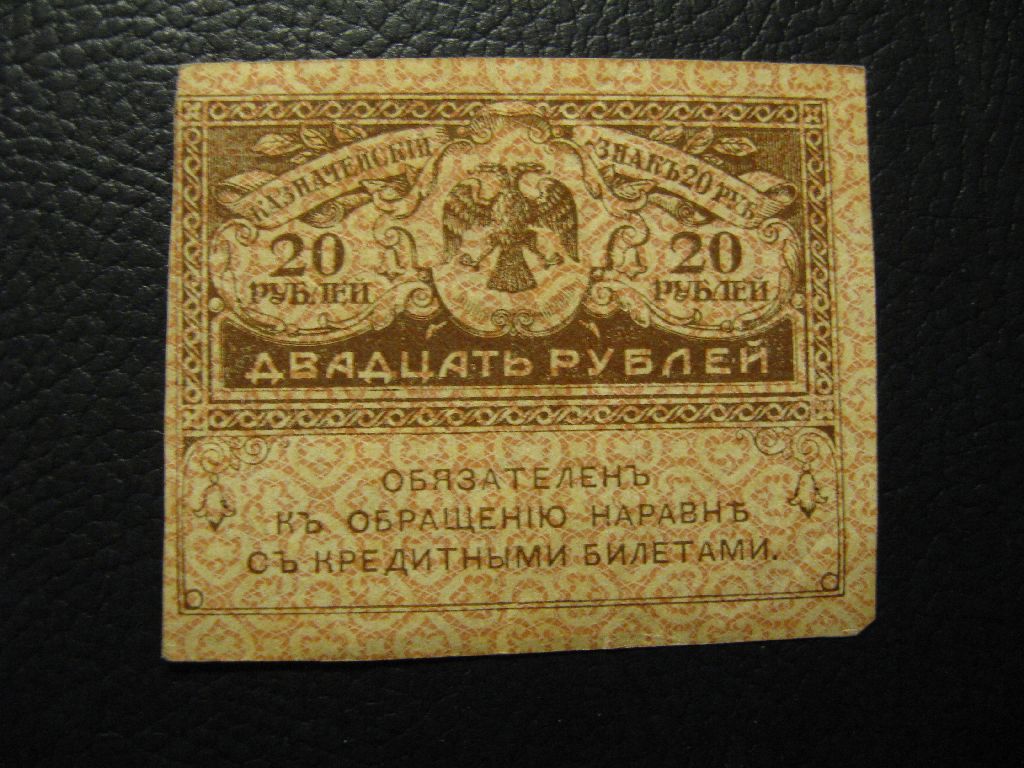 КАЗНАЧЕЙСКІЙ ЗНАКЪ 20 РУБ.
20 РУБЛЕЙ
20 РУБЛЕЙ
ДВАДЦАТЬ РУБЛЕЙ
ОБЯЗАТЕЛЕНЪ
КЪ ОБРАЩЕНІЮ НАРАВНѢ
СЪ КРЕДИТНЫМИ БИЛЕТАМИ.